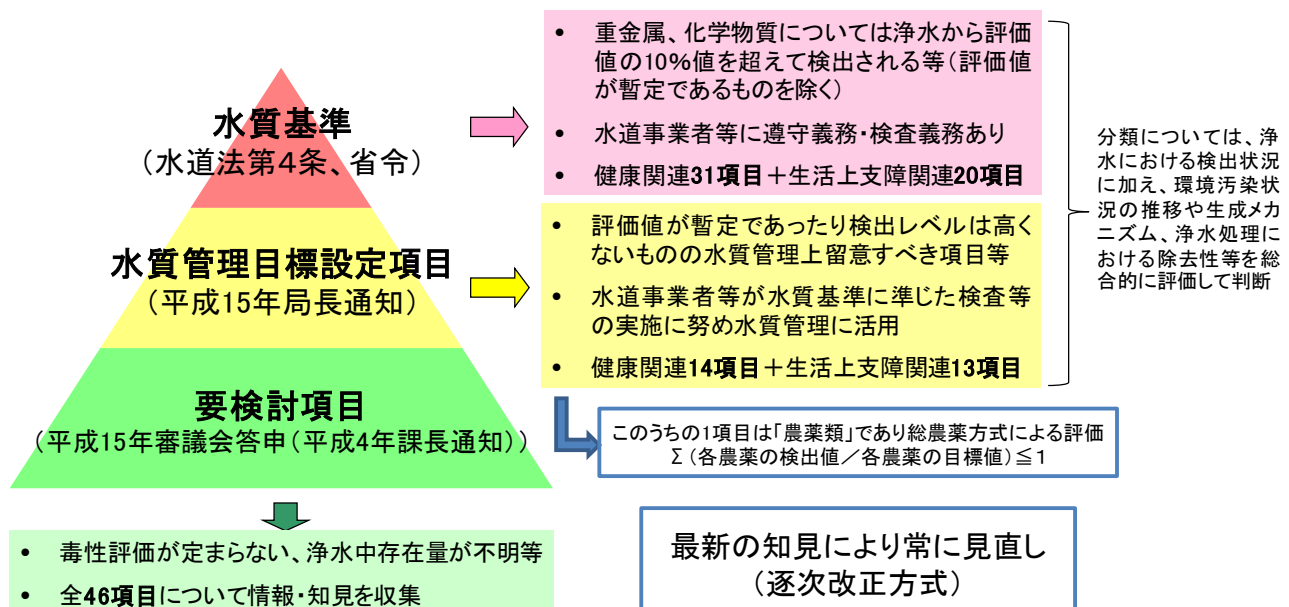 水質基準
(水道法第4条、省令)
• 重金属、化学物質については浄水から評価
値の10%値を超えて検出される等(評価値
が暫定であるものを除く)
• 水道事業者等に遵守義務・検査義務あり
• 健康関連31項目+生活上支障関連20項目
水質管理目標設定項目
(平成15年局長通知)
• 評価値が暫定であったり検出レベルは高く
ないものの水質管理上留意すべき項目等
• 水道事業者等が水質基準に準じた検査等
の実施に努め水質管理に活用
• 健康関連14項目+生活上支障関連13項目
分類については、浄
水における検出状況
に加え、環境汚染状
況の推移や生成メカ
ニズム、浄水処理に
おける除去性等を総
合的に評価して判断
要検討項目
(平成15年審議会答申(平成4年課長通知))
このうちの1項目は「農薬類」であり総農薬方式による評価
Σ(各農薬の検出値/各農薬の目標値)≦1
• 毒性評価が定まらない、浄水中存在量が不明等
• 全46項目について情報・知見を収集
最新の知見により常に見直し
(逐次改正方式)